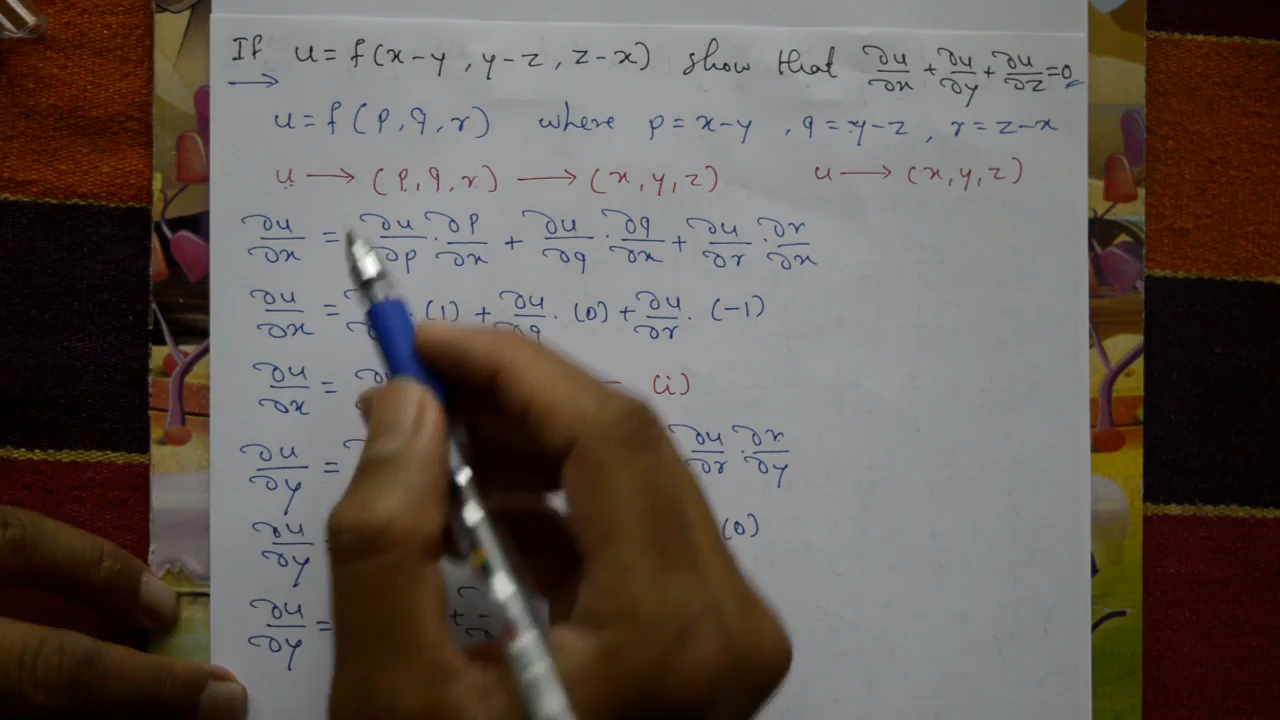 If u = f(x-y, y-z, z-x) show that ∂u/∂x + ∂u/∂y + ∂u/∂z = 0
u = f(p, q, r) where p = x-y, q = y-z, r = z-x
u → (p, q, r) → (x, y, z) u → (x, y, z)
∂u/∂x = ∂u/∂p · ∂p/∂x + ∂u/∂q · ∂q/∂x + ∂u/∂r · ∂r/∂x
∂u/∂x = · (1) + ∂u/∂q · (0) + ∂u/∂r · (-1)
∂u/∂x = (i)
∂u/∂y = ∂u/∂r · ∂r/∂y
∂u/∂y (0)
∂u/∂y =